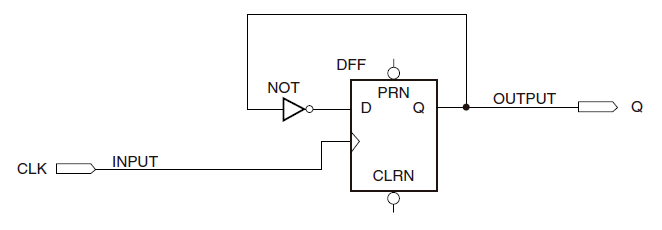 DFF
NOT
PRN
D
Q
OUTPUT
Q
CLK
INPUT
CLRN